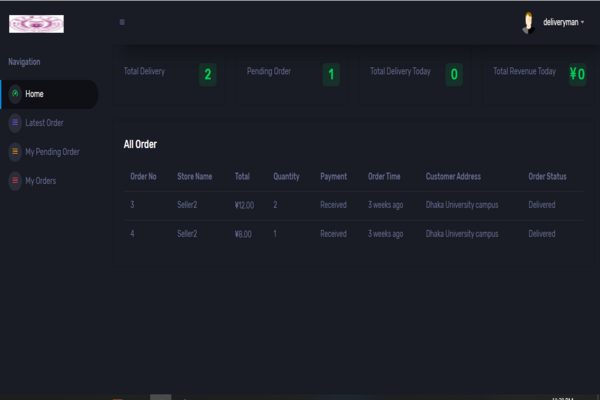 deliveryman
Navigation
Home
Latest Order
My Pending Order
My Orders
Total Delivery 2
Pending Order 1
Total Delivery Today 0
Total Revenue Today ¥0
All Order
Order No Store Name Total Quantity Payment Order Time Customer Address Order Status
3 Seller2 ¥12.00 2 Received 3 weeks ago Dhaka University campus Delivered
4 Seller2 ¥8.00 1 Received 3 weeks ago Dhaka University campus Delivered